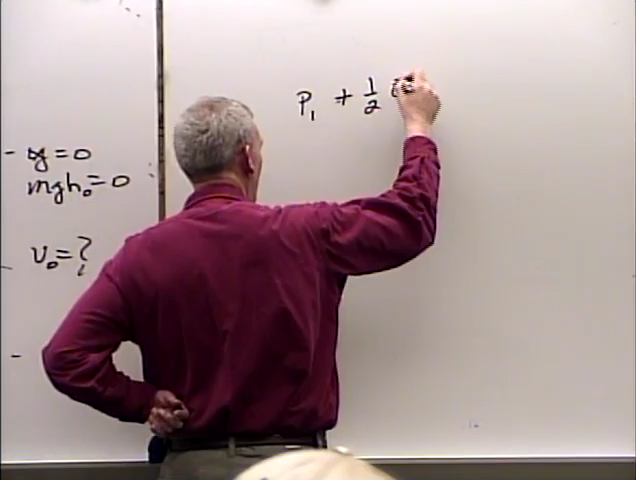 y = 0
mgh₀ = 0
v₀ = ?
P₁ + 1/2